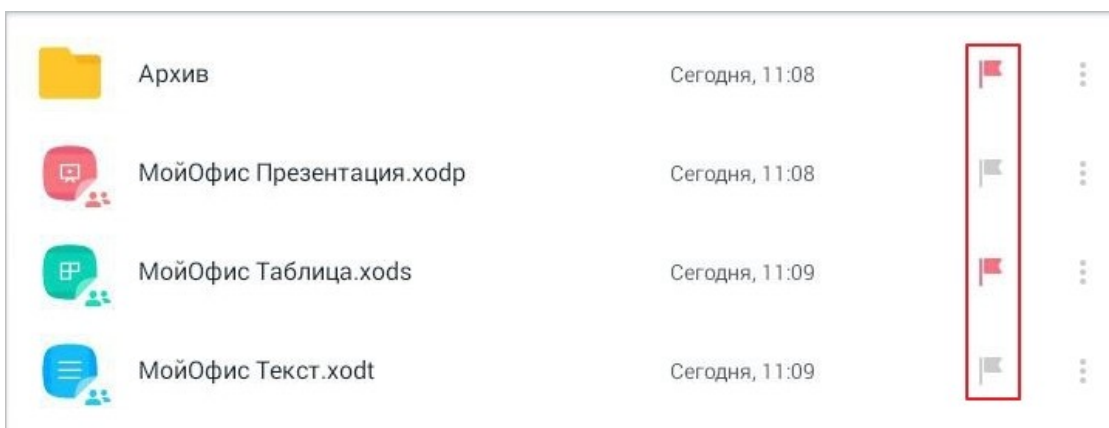 Архив Сегодня, 11:08
МойОфис Презентация.xodp Сегодня, 11:08
МойОфис Таблица.xods Сегодня, 11:09
МойОфис Текст.xodt Сегодня, 11:09